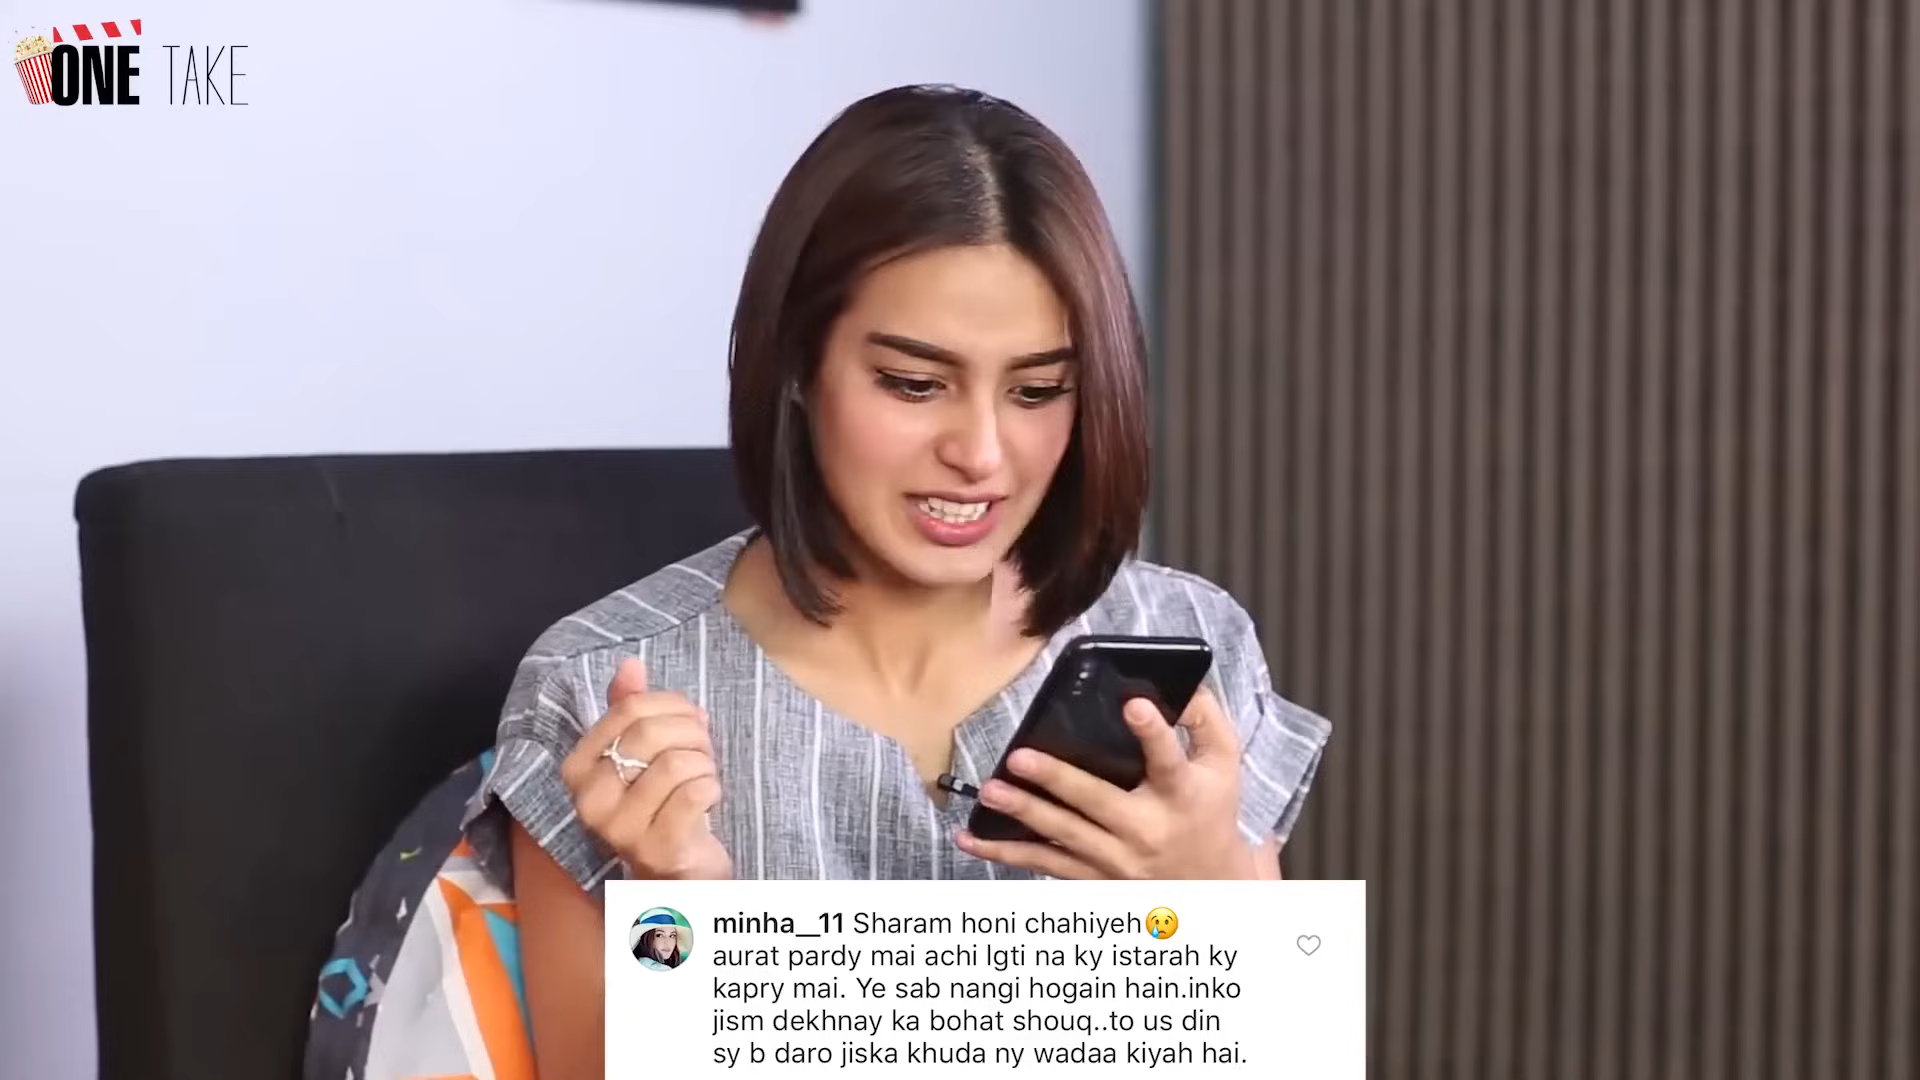 ONE TAKE
minha__11 Sharam honi chahiyeh😢
aurat pardy mai achi lgti na ky istarah ky
kapry mai. Ye sab nangi hogain hain.inko
jism dekhnay ka bohat shouq..to us din
sy b daro jiska khuda ny wadaa kiyah hai.